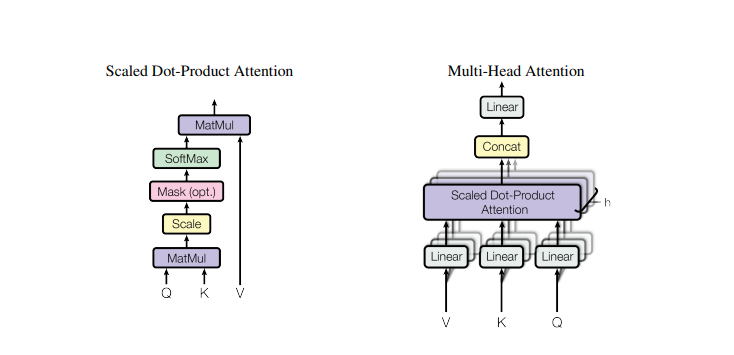 Scaled Dot-Product Attention
MatMul
SoftMax
Mask (opt.)
Scale
MatMul
Q K V
Multi-Head Attention
Linear
Concat
Scaled Dot-Product
Attention
h
Linear Linear Linear
V K Q